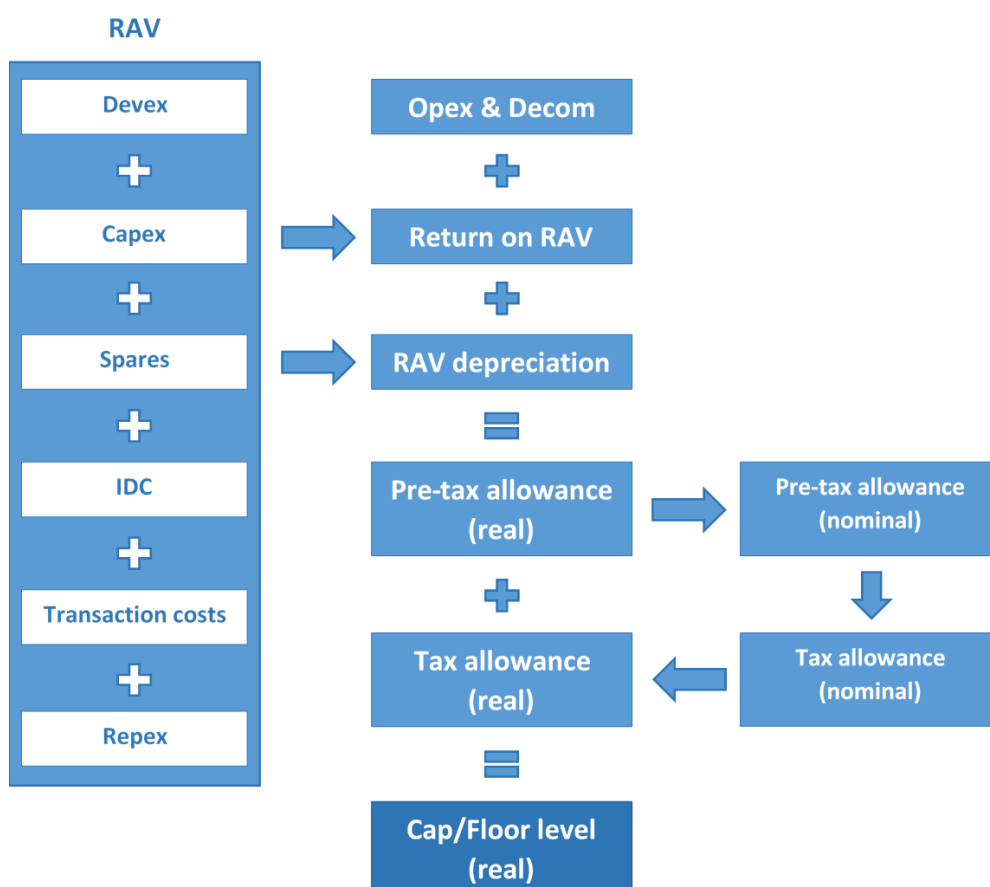 RAV
Devex
Capex
Spares
IDC
Transaction costs
Repex
Opex & Decom
Return on RAV
RAV depreciation
Pre-tax allowance
(real)
Tax allowance
(real)
Cap/Floor level
(real)
Pre-tax allowance
(nominal)
Tax allowance
(nominal)